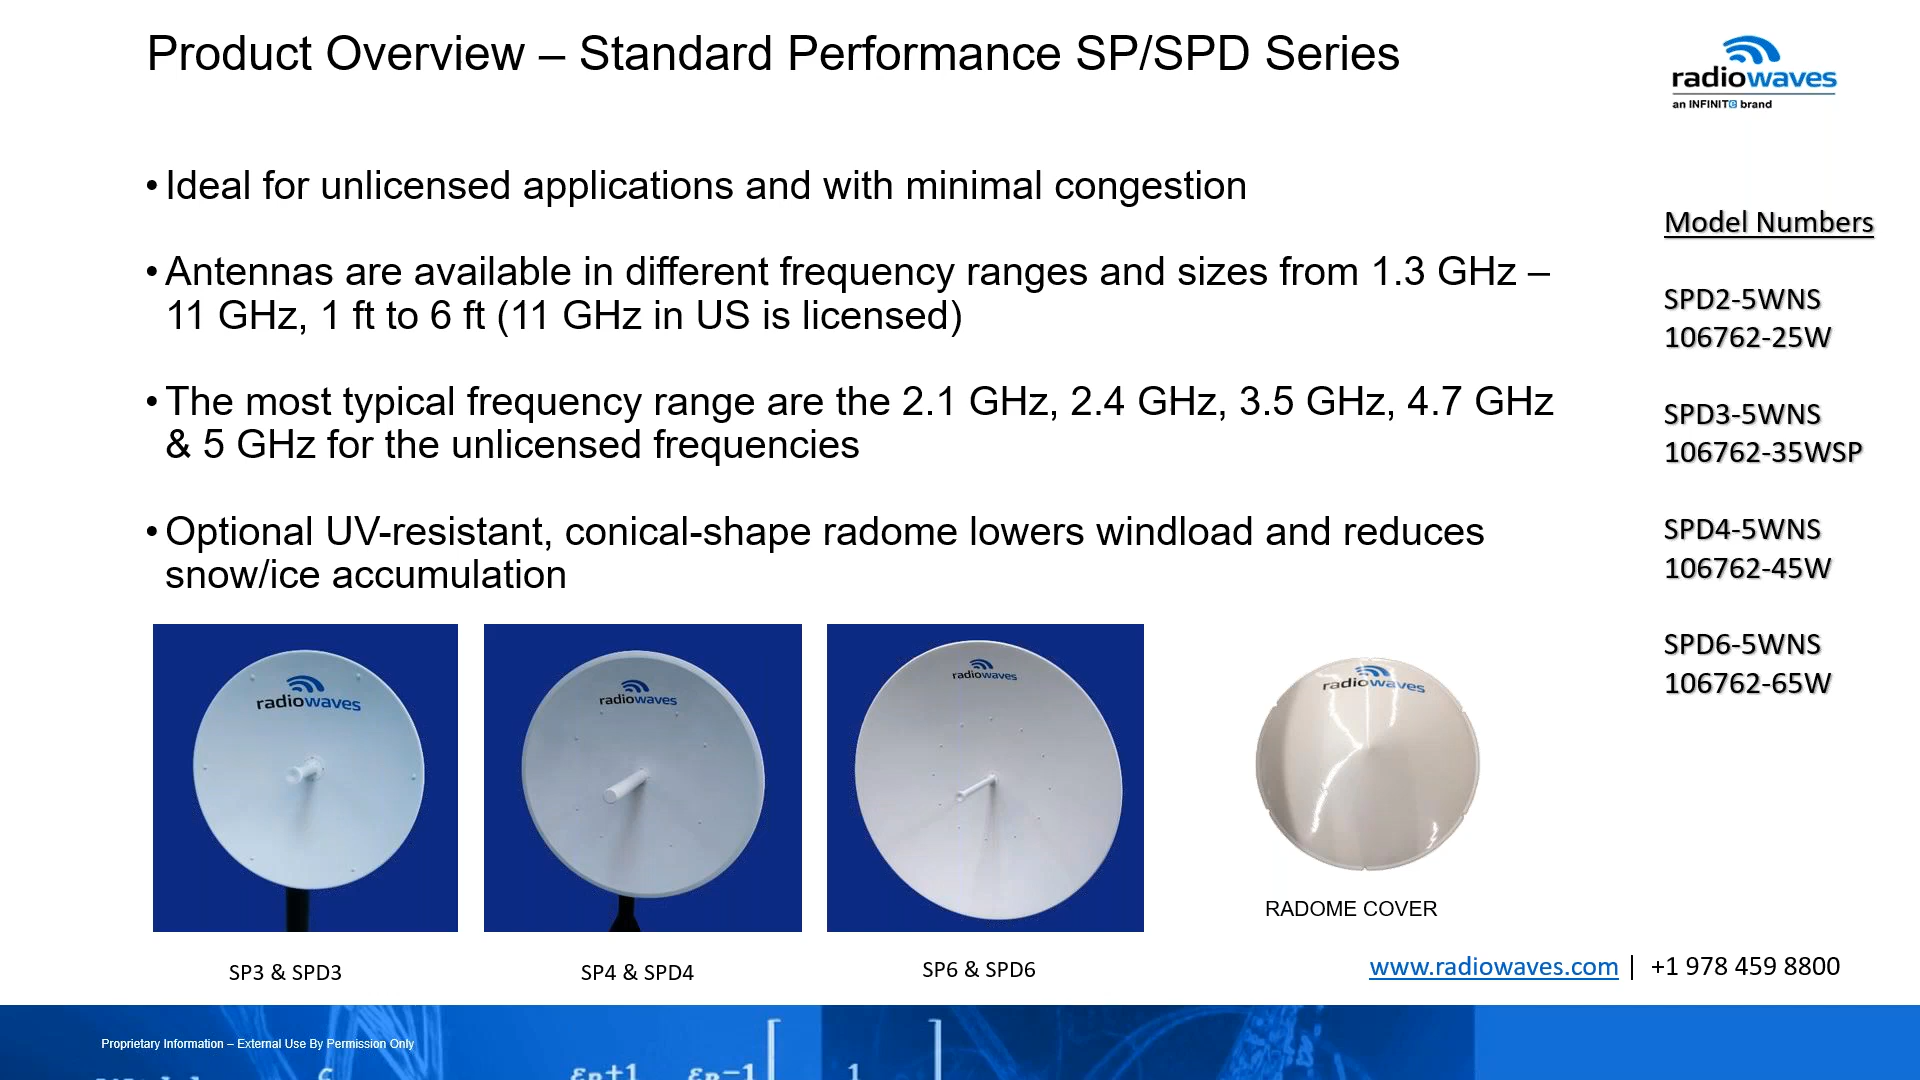 Product Overview – Standard Performance SP/SPD Series
radiowaves
an INFINITe brand
• Ideal for unlicensed applications and with minimal congestion
• Antennas are available in different frequency ranges and sizes from 1.3 GHz –
11 GHz, 1 ft to 6 ft (11 GHz in US is licensed)
• The most typical frequency range are the 2.1 GHz, 2.4 GHz, 3.5 GHz, 4.7 GHz
& 5 GHz for the unlicensed frequencies
• Optional UV-resistant, conical-shape radome lowers windload and reduces
snow/ice accumulation
Model Numbers
SPD2-5WNS
106762-25W
SPD3-5WNS
106762-35WSP
SPD4-5WNS
106762-45W
SPD6-5WNS
106762-65W
radiowaves
radiowaves
radiowaves
radiowaves
SP3 & SPD3
SP4 & SPD4
SP6 & SPD6
RADOME COVER
www.radiowaves.com | +1 978 459 8800
Proprietary Information – External Use By Permission Only